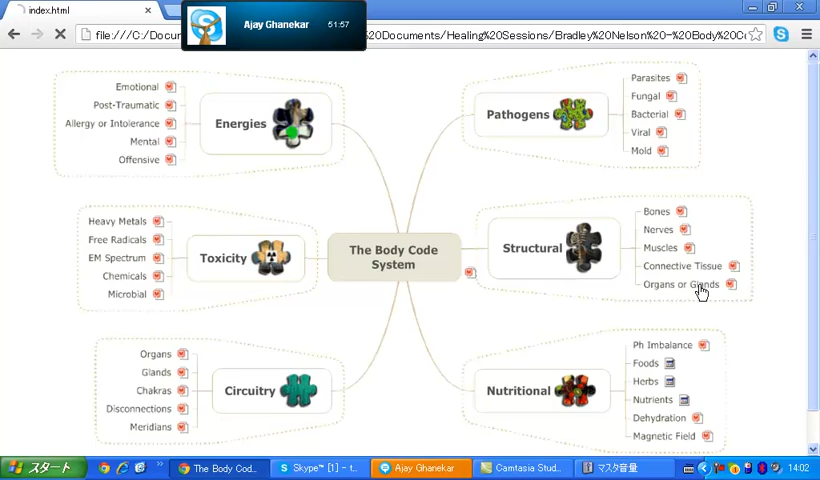 index.html
Ajay Ghanekar
51:57
file:///C:/Docu
%20Documents/Healing%20Sessions/Bradley%20Nelson%20-%20Body%20Co
Energies
Emotional
Post-Traumatic
Allergy or Intolerance
Mental
Offensive
Pathogens
Parasites
Fungal
Bacterial
Viral
Mold
Toxicity
Heavy Metals
Free Radicals
EM Spectrum
Chemicals
Microbial
The Body Code
System
Structural
Bones
Nerves
Muscles
Connective Tissue
Organs or Glands
Circuitry
Organs
Glands
Chakras
Disconnections
Meridians
Nutritional
Ph Imbalance
Foods
Herbs
Nutrients
Dehydration
Magnetic Field
スタート
The Body Cod...
Skype™ [1] - t...
Ajay Ghanekar
Camtasia Stud...
マスタ音量
14:02